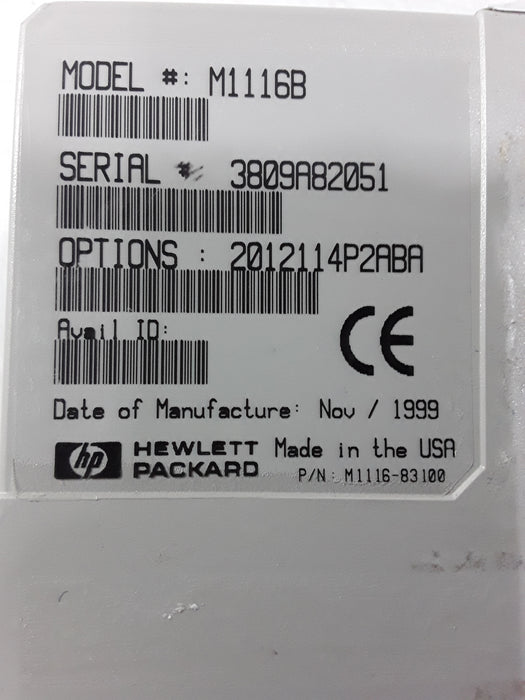 MODEL #: M1116B
SERIAL #: 3809A82051
OPTIONS : 2012114P2ABA
Avail ID:
CE
Date of Manufacture: Nov / 1999
hp HEWLETT PACKARD Made in the USA
P/N: M1116-83100